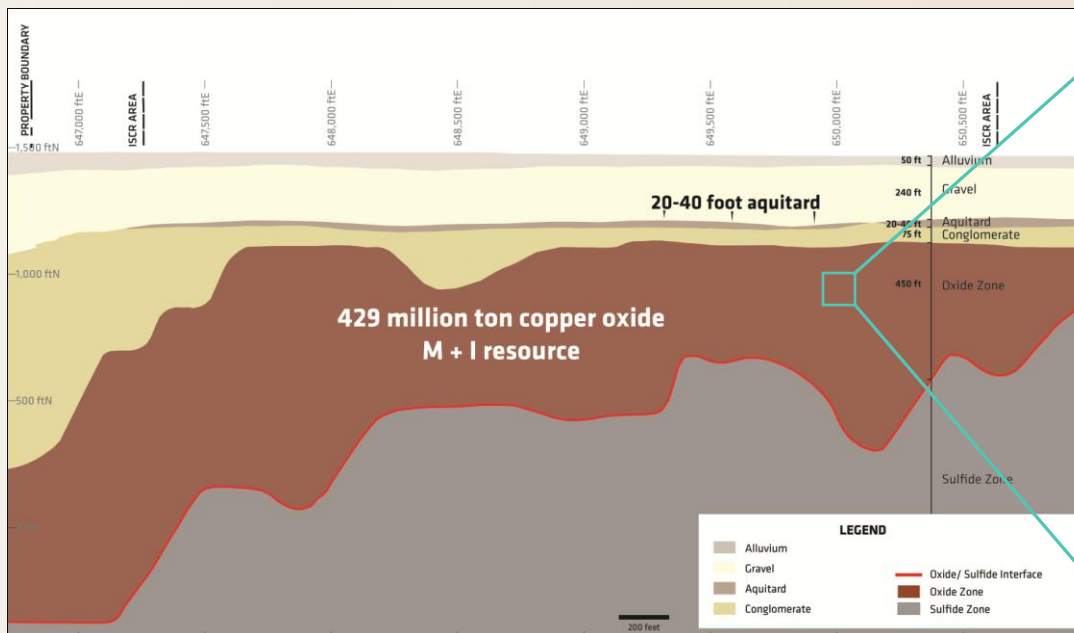 PROPERTY BOUNDARY
647,000 ftE
ISCR AREA
647,500 ftE
648,000 ftE
648,500 ftE
649,000 ftE
649,500 ftE
650,000 ftE
650,500 ftE
ISCR AREA
1,500 ftN
50 ft Alluvium
240 ft Gravel
20-40 foot aquitard
20-40 ft Aquitard
75 ft Conglomerate
1,000 ftN
450 ft Oxide Zone
429 million ton copper oxide
M + I resource
500 ftN
Sulfide Zone
LEGEND
Alluvium
Gravel
Aquitard
Conglomerate
Oxide/ Sulfide Interface
Oxide Zone
Sulfide Zone
200 feet